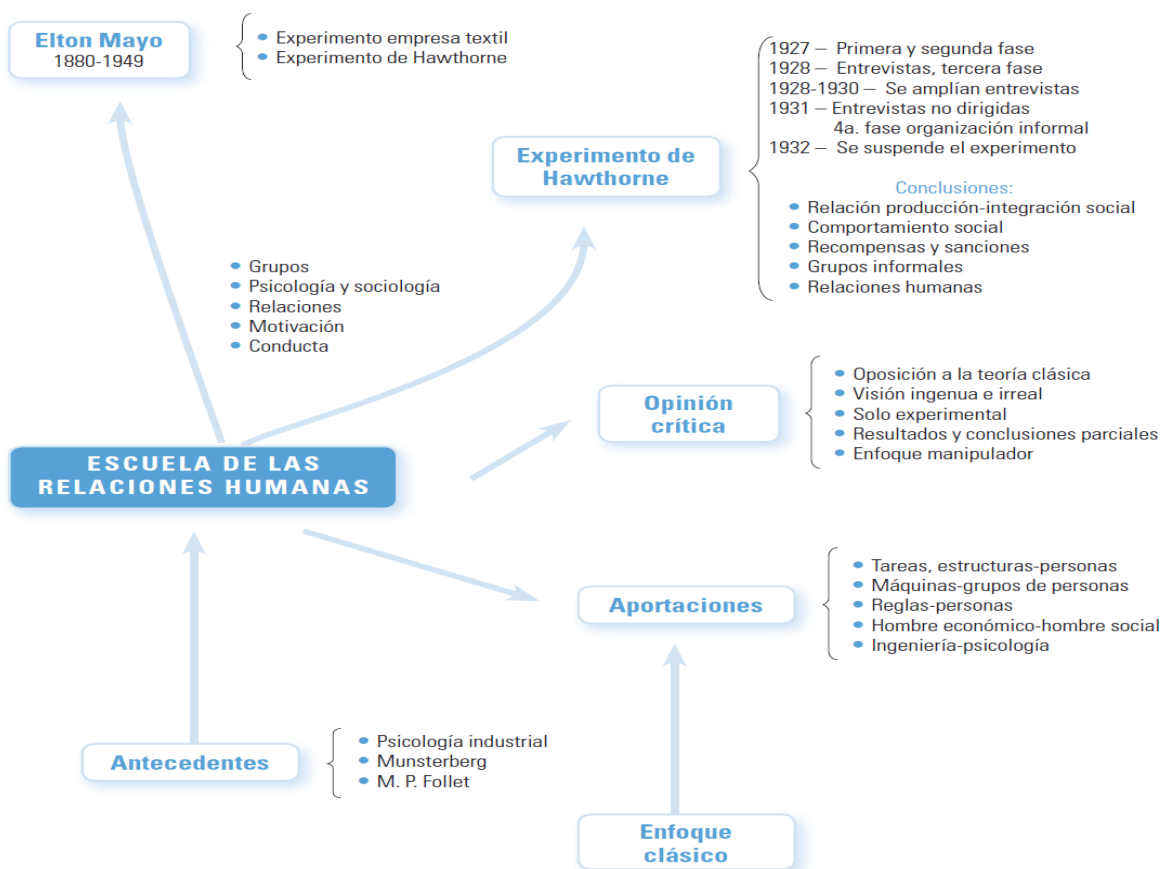 Elton Mayo
1880-1949
Experimento empresa textil
Experimento de Hawthorne
Experimento de
Hawthorne
1927 – Primera y segunda fase
1928 – Entrevistas, tercera fase
1928-1930 – Se amplían entrevistas
1931 – Entrevistas no dirigidas
4a. fase organización informal
1932 – Se suspende el experimento
Conclusiones:
Relación producción-integración social
Comportamiento social
Recompensas y sanciones
Grupos informales
Relaciones humanas
Grupos
Psicología y sociología
Relaciones
Motivación
Conducta
Opinión
crítica
Oposición a la teoría clásica
Visión ingenua e irreal
Solo experimental
Resultados y conclusiones parciales
Enfoque manipulador
ESCUELA DE LAS
RELACIONES HUMANAS
Aportaciones
Tareas, estructuras-personas
Máquinas-grupos de personas
Reglas-personas
Hombre económico-hombre social
Ingeniería-psicología
Antecedentes
Psicología industrial
Munsterberg
M. P. Follet
Enfoque
clásico